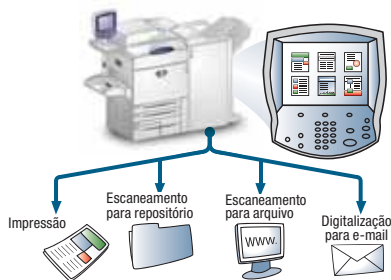 Impressão
Escaneamento
para repositório
Escaneamento
para arquivo
www.
Digitalização
para e-mail